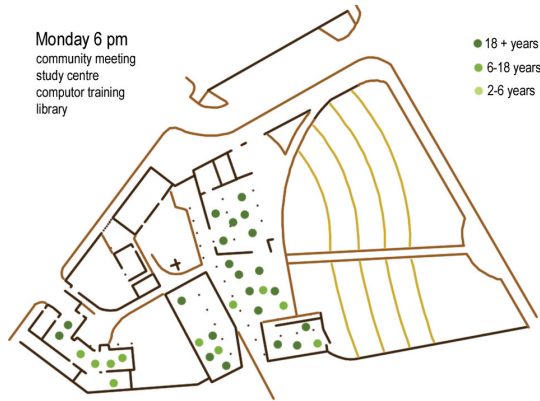 Monday 6 pm
community meeting
study centre
computor training
library
18 + years
6-18 years
2-6 years